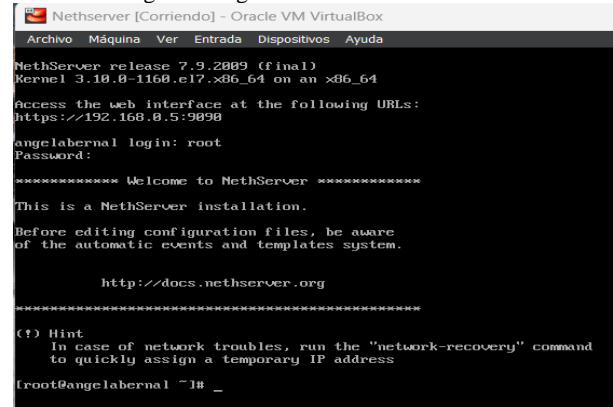 Nethserver [Corriendo] - Oracle VM VirtualBox
Archivo Máquina Ver Entrada Dispositivos Ayuda
NethServer release 7.9.2009 (final)
Kernel 3.10.0-1160.el7.x86_64 on an x86_64
Access the web interface at the following URLs:
https://192.168.0.5:9090
angelabernal login: root
Password:
************ Welcome to NethServer ************
This is a NethServer installation.
Before editing configuration files, be aware
of the automatic events and templates system.
http://docs.nethserver.org
***********************************************
(!) Hint
In case of network troubles, run the "network-recovery" command
to quickly assign a temporary IP address
[root@angelabernal ~]# _